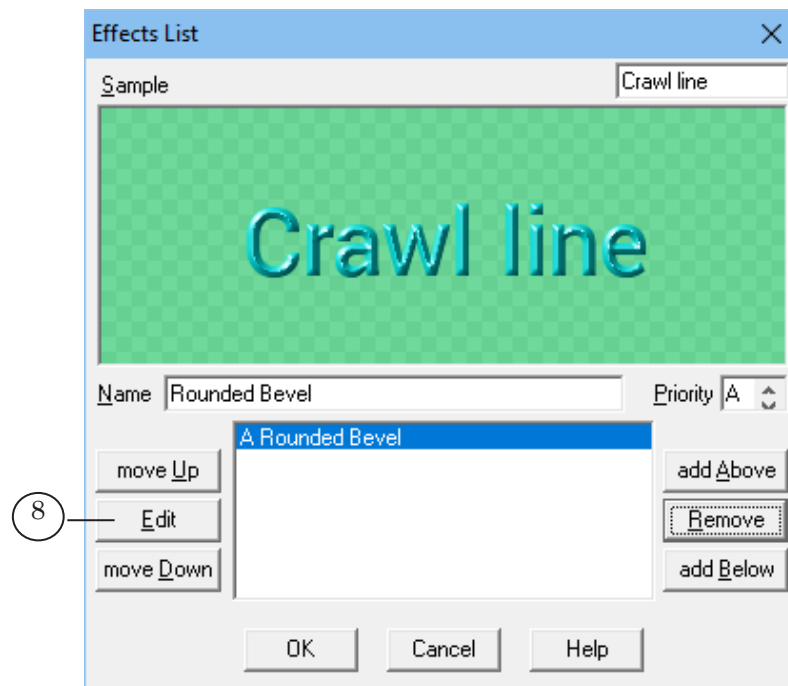 Effects List
Sample
Crawl line
Crawl line
Name Rounded Bevel Priority A
A Rounded Bevel
move Up add Above
8 Edit Remove
move Down add Below
OK Cancel Help